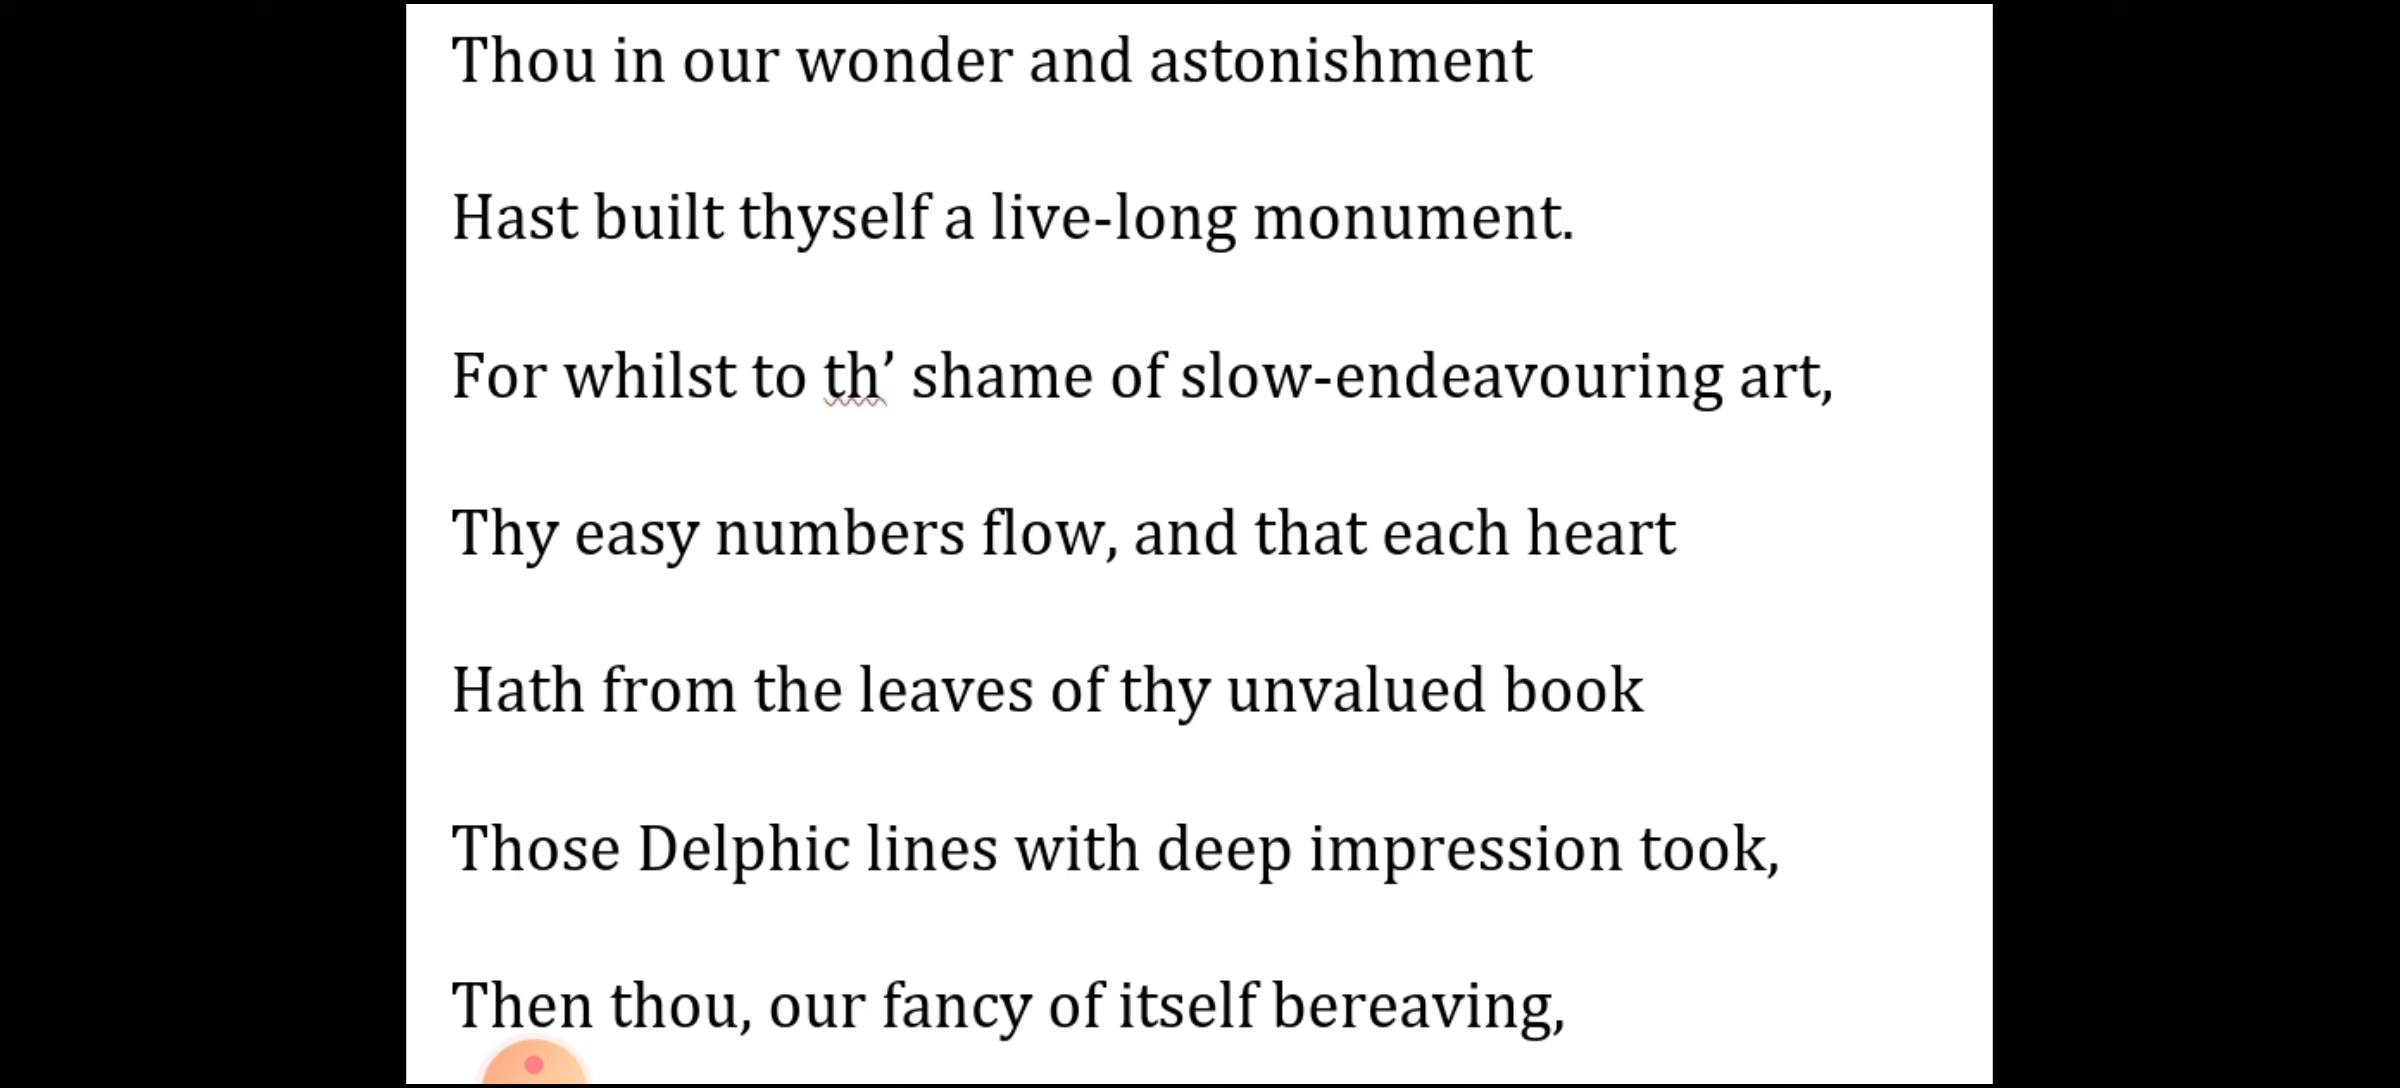 Thou in our wonder and astonishment
Hast built thyself a live-long monument.
For whilst to th’ shame of slow-endeavouring art,
Thy easy numbers flow, and that each heart
Hath from the leaves of thy unvalued book
Those Delphic lines with deep impression took,
Then thou, our fancy of itself bereaving,